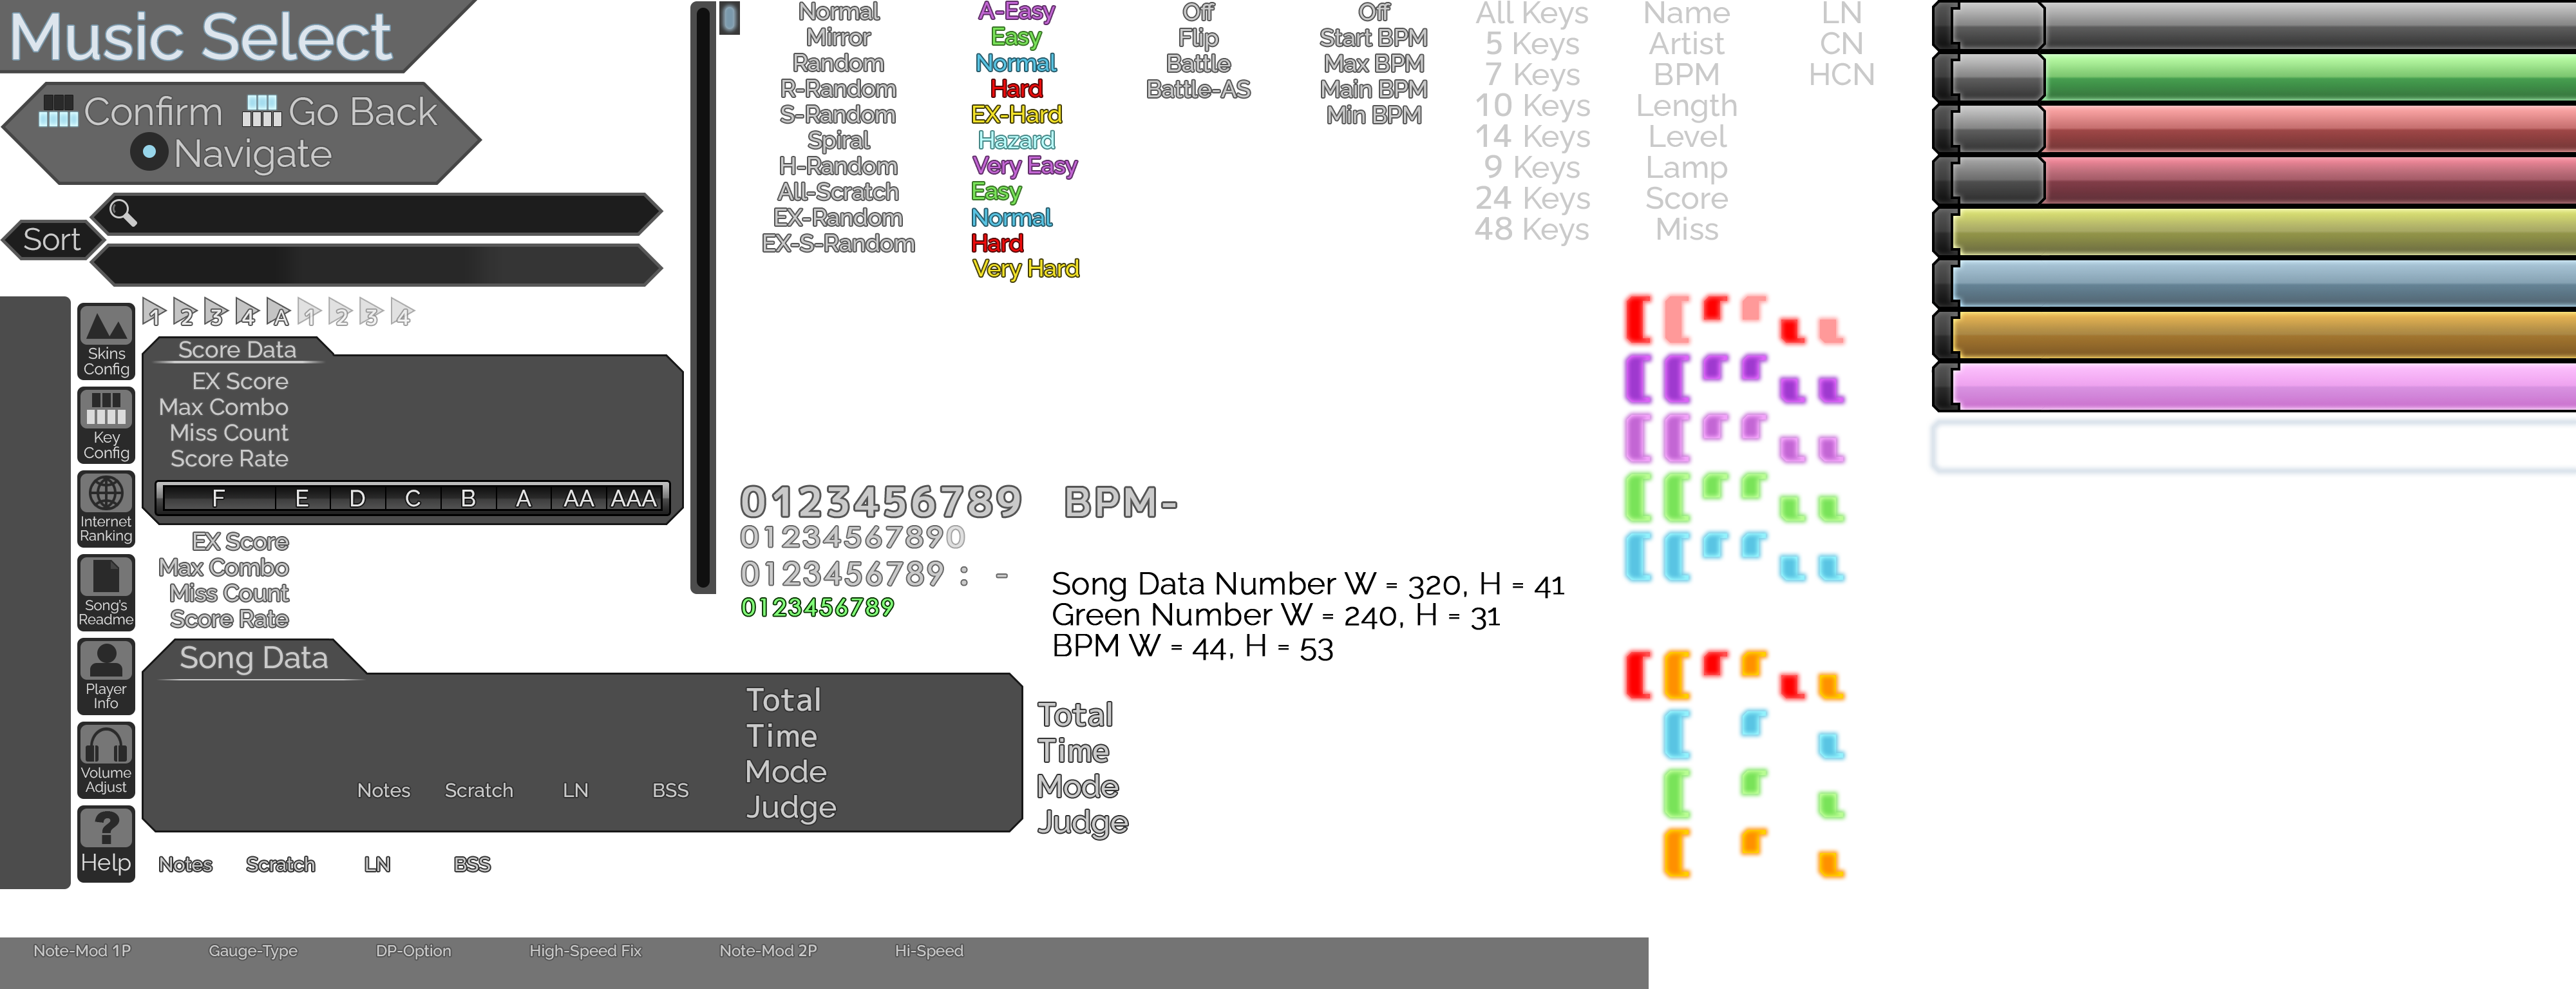 Music Select
Confirm Go Back
Navigate
Sort
1 2 3 4 A 1 2 3 4
Skins
Config
Key
Config
Internet
Ranking
Song's
Readme
Player
Info
Volume
Adjust
?
Help
Score Data
EX Score
Max Combo
Miss Count
Score Rate
F E D C B A AA AAA
EX Score
Max Combo
Miss Count
Score Rate
Song Data
Notes Scratch LN BSS
Total
Time
Mode
Judge
Total
Time
Mode
Judge
Notes Scratch LN BSS
0
Normal
Mirror
Random
R-Random
S-Random
Spiral
H-Random
All-Scratch
EX-Random
EX-S-Random
A-Easy
Easy
Normal
Hard
EX-Hard
Hazard
Very Easy
Easy
Normal
Hard
Very Hard
Off
Flip
Battle
Battle-AS
Off
Start BPM
Max BPM
Main BPM
Min BPM
All Keys
5 Keys
7 Keys
10 Keys
14 Keys
9 Keys
24 Keys
48 Keys
Name
Artist
BPM
Length
Level
Lamp
Score
Miss
LN
CN
HCN
0123456789 BPM-
01234567890
0123456789 : -
0123456789
Song Data Number W = 320, H = 41
Green Number W = 240, H = 31
BPM W = 44, H = 53
Note-Mod 1P Gauge-Type DP-Option High-Speed Fix Note-Mod 2P Hi-Speed